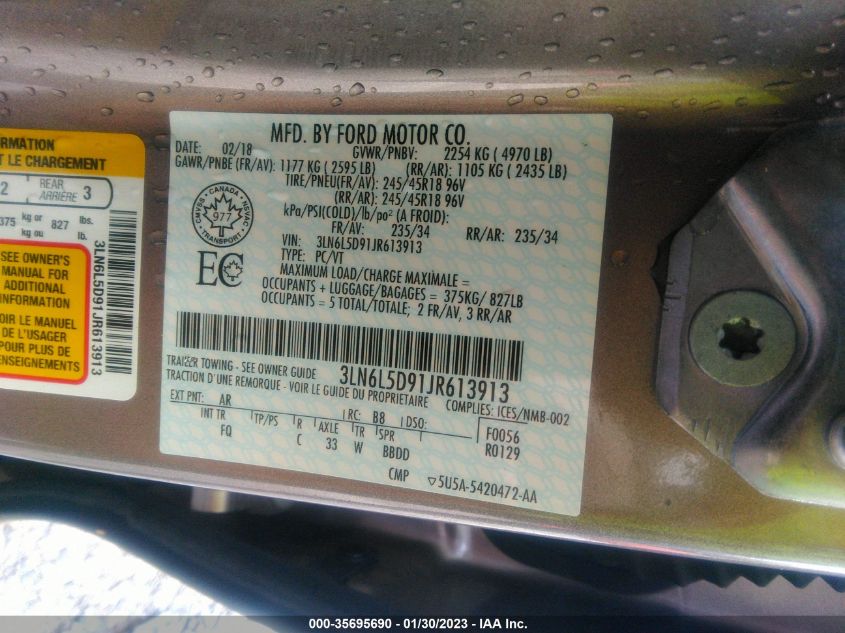 ORMATION
T LE CHARGEMENT
2 REAR ARRIÈRE 3
375 kg or kg ou 827 lbs. lb.
SEE OWNER'S
MANUAL FOR
ADDITIONAL
INFORMATION
OIR LE MANUEL
DE L'USAGER
POUR PLUS DE
ENSEIGNEMENTS
3LN6L5D91JR613913
MFD. BY FORD MOTOR CO.
DATE: 02/18 GVWR/PNBV: 2254 KG ( 4970 LB)
GAWR/PNBE (FR/AV): 1177 KG ( 2595 LB) (RR/AR): 1105 KG ( 2435 LB)
TIRE/PNEU(FR/AV): 245/45R18 96V
(RR/AR): 245/45R18 96V
kPa/PSI(COLD)/lb/po² (A FROID):
FR/AV: 235/34 RR/AR: 235/34
VIN: 3LN6L5D91JR613913
TYPE: PC/VT
MAXIMUM LOAD/CHARGE MAXIMALE =
OCCUPANTS + LUGGAGE/BAGAGES = 375KG/ 827LB
OCCUPANTS = 5 TOTAL/TOTALE; 2 FR/AV, 3 RR/AR
CANADA
CMVSS NSVAC
977
TRANSPORT
EC
TRAILER TOWING - SEE OWNER GUIDE
3LN6L5D91JR613913
TRACTION D'UNE REMORQUE - VOIR LE GUIDE DU PROPRIÉTAIRE
COMPLIES: ICES/NMB-002
EXT PNT: AR RC: B8 DSO: F0056
INT TR TP/PS R AXLE TR SPR R0129
FQ C 33 W BBDD
CMP ▽5U5A-5420472-AA
000-35695690 - 01/30/2023 - IAA Inc.